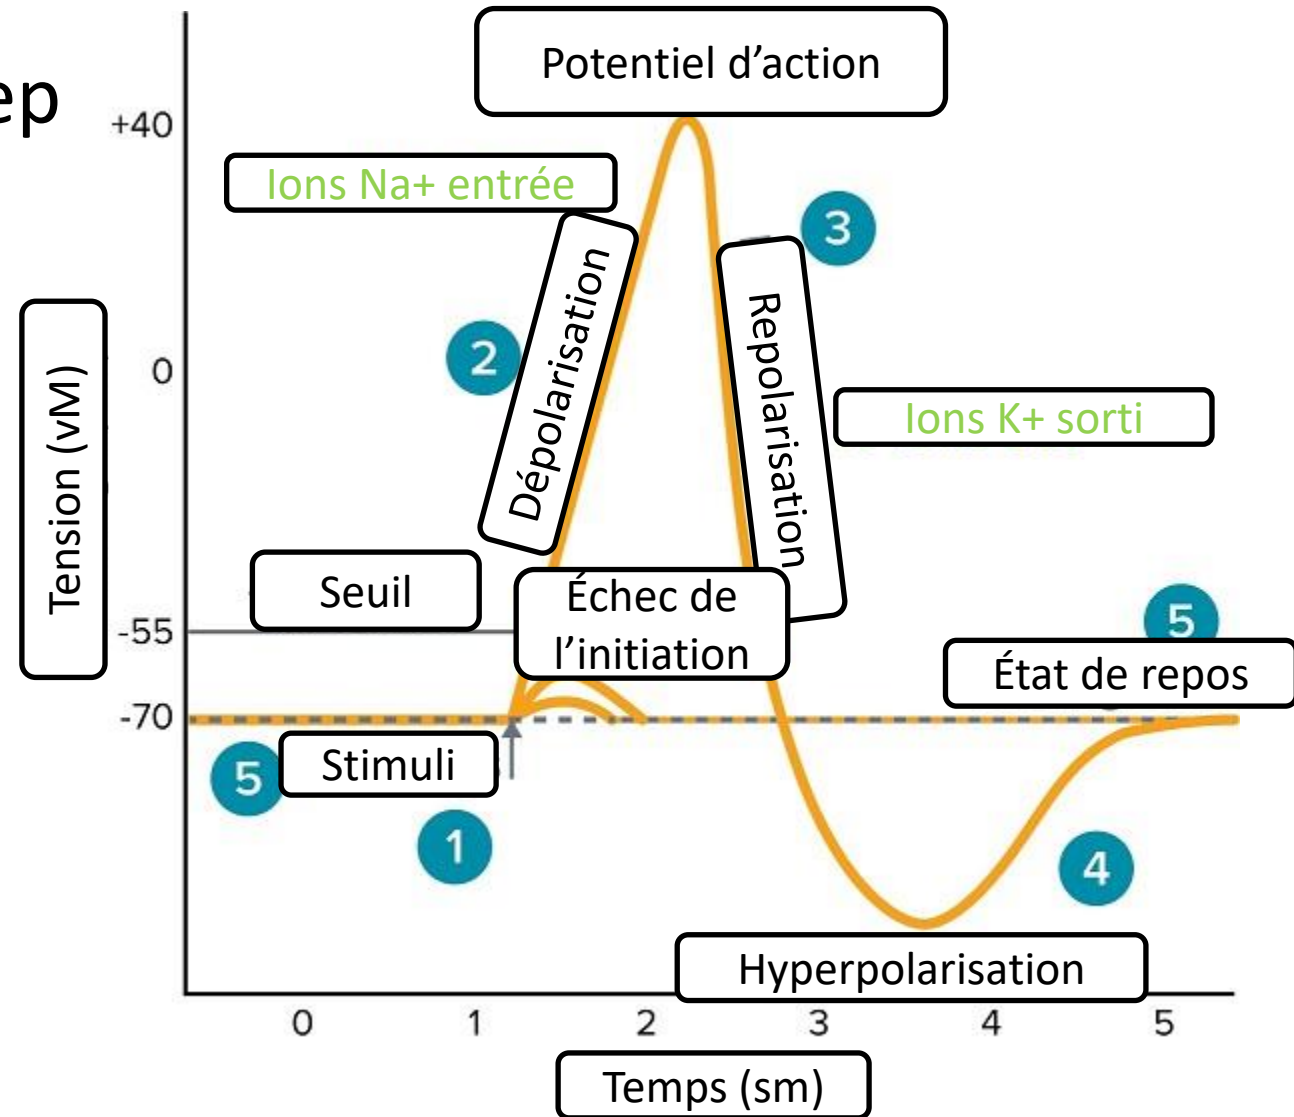 ep
Potentiel d’action
+40
Ions Na+ entrée
3
Dépolarisation
Repolarisation
2
0
Tension (vM)
Ions K+ sorti
Seuil
Échec de
l’initiation
-55
5
État de repos
-70
Stimuli
5
1
4
Hyperpolarisation
0 1 2 3 4 5
Temps (sm)